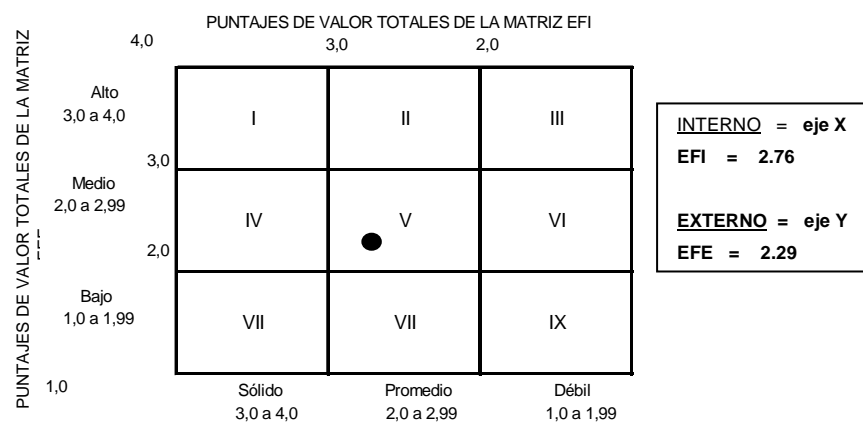 PUNTAJES DE VALOR TOTALES DE LA MATRIZ EFI
4,0
3,0
2,0
PUNTAJES DE VALOR TOTALES DE LA MATRIZ
Alto
3,0 a 4,0
I
II
III
3,0
Medio
2,0 a 2,99
IV
V
VI
2,0
Bajo
1,0 a 1,99
VII
VII
IX
1,0
Sólido
3,0 a 4,0
Promedio
2,0 a 2,99
Débil
1,0 a 1,99
INTERNO = eje X
EFI = 2.76
EXTERNO = eje Y
EFE = 2.29